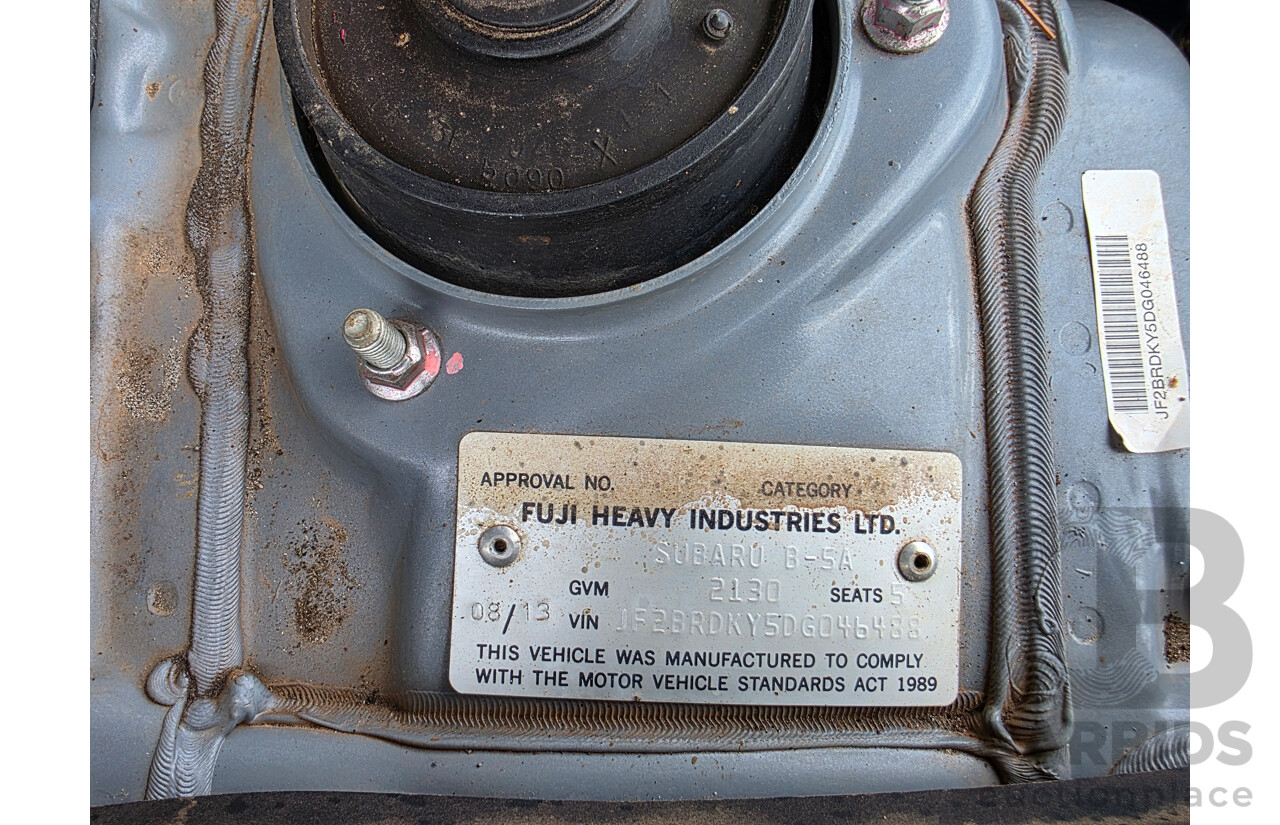 5090 X
JF2BRDKY5DG046488
APPROVAL NO. CATEGORY
FUJI HEAVY INDUSTRIES LTD.
SUBARU B-5A
GVM 2130 SEATS 5
08/13 VIN JF2BRDKY5DG046488
THIS VEHICLE WAS MANUFACTURED TO COMPLY
WITH THE MOTOR VEHICLE STANDARDS ACT 1989